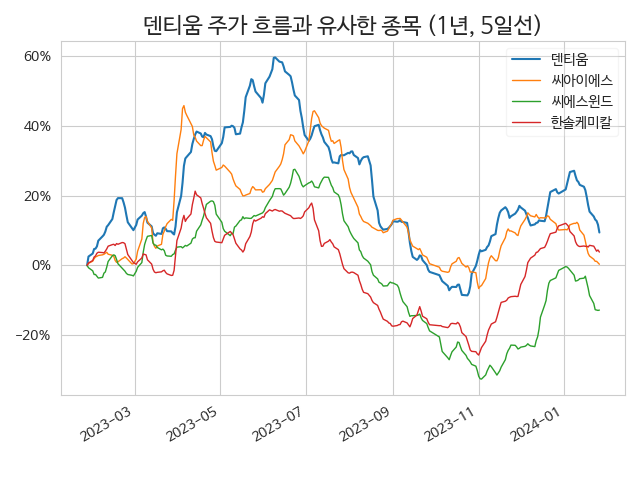 덴티움 주가 흐름과 유사한 종목 (1년, 5일선)
60%
40%
20%
0%
−20%
덴티움
씨아이에스
씨에스윈드
한솔케미칼
2023-03
2023-05
2023-07
2023-09
2023-11
2024-01